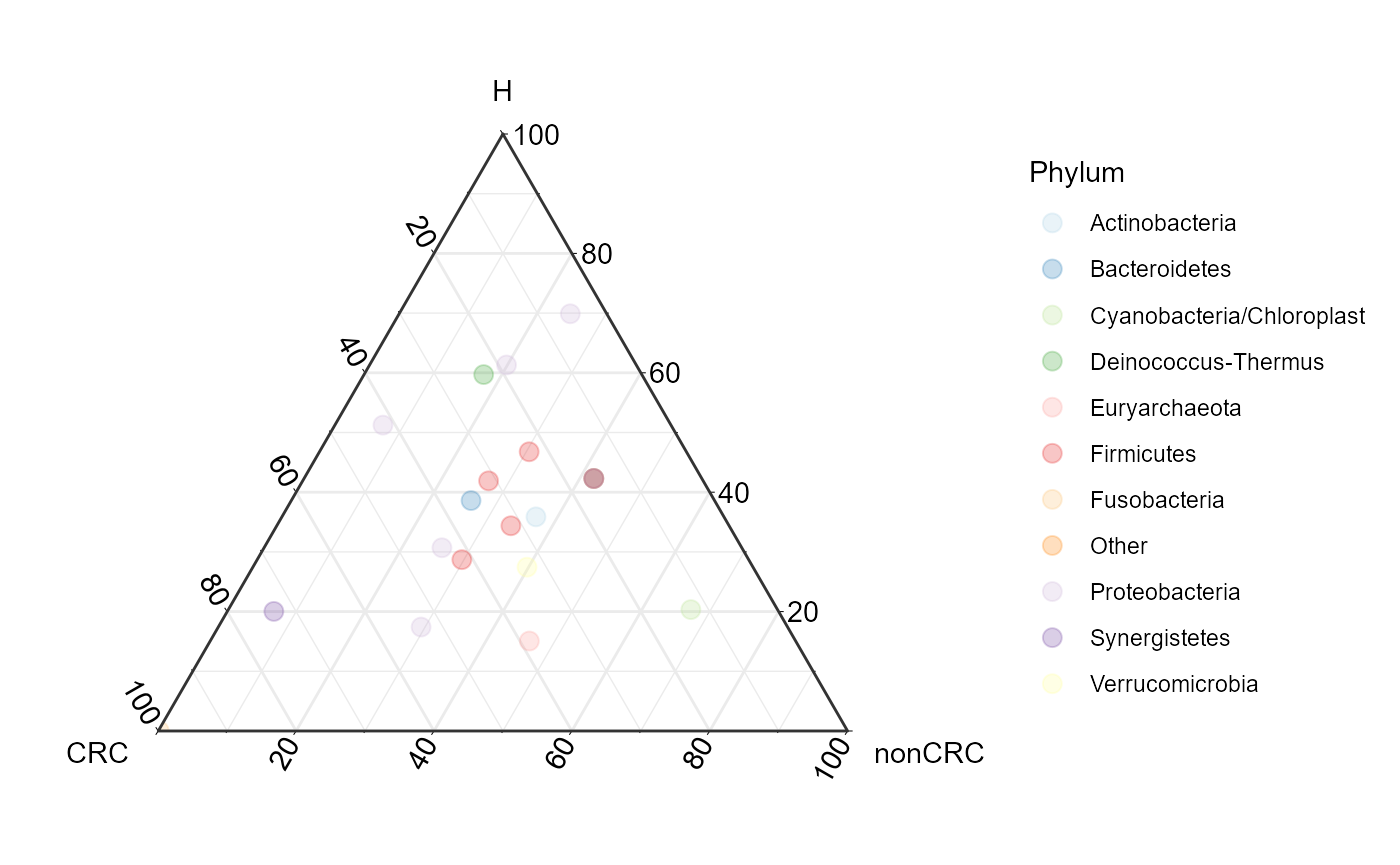 H
100
20
80
40
60
60
40
80
20
100
CRC
20
40
60
80
100
nonCRC
Phylum
Actinobacteria
Bacteroidetes
Cyanobacteria/Chloroplast
Deinococcus-Thermus
Euryarchaeota
Firmicutes
Fusobacteria
Other
Proteobacteria
Synergistetes
Verrucomicrobia